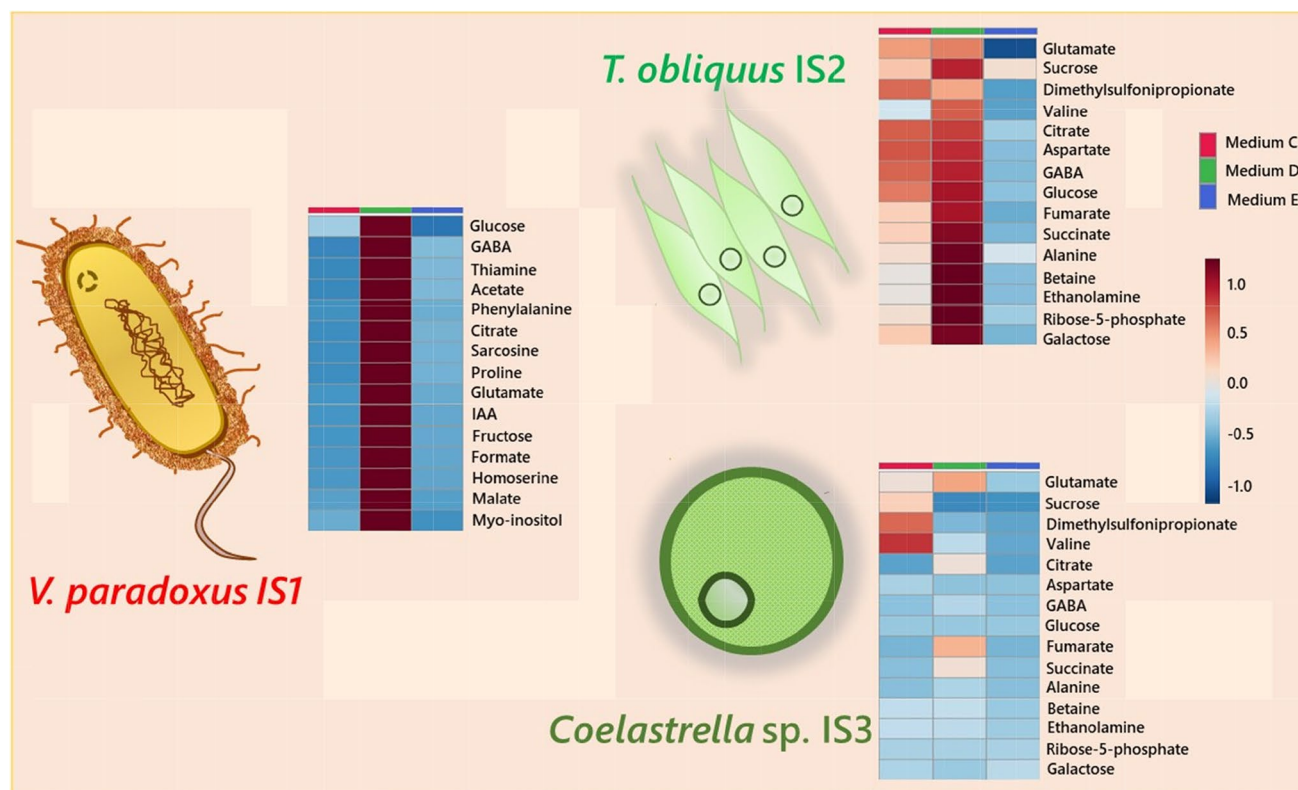 T. obliquus IS2
Glutamate
Sucrose
Dimethylsulfonipropionate
Valine
Citrate
Aspartate
GABA
Glucose
Fumarate
Succinate
Alanine
Betaine
Ethanolamine
Ribose-5-phosphate
Galactose
Medium C
Medium D
Medium E
1.0
0.5
0.0
-0.5
-1.0
Glucose
GABA
Thiamine
Acetate
Phenylalanine
Citrate
Sarcosine
Proline
Glutamate
IAA
Fructose
Formate
Homoserine
Malate
Myo-inositol
V. paradoxus IS1
Glutamate
Sucrose
Dimethylsulfonipropionate
Valine
Citrate
Aspartate
GABA
Glucose
Fumarate
Succinate
Alanine
Betaine
Ethanolamine
Ribose-5-phosphate
Galactose
Coelastrella sp. IS3